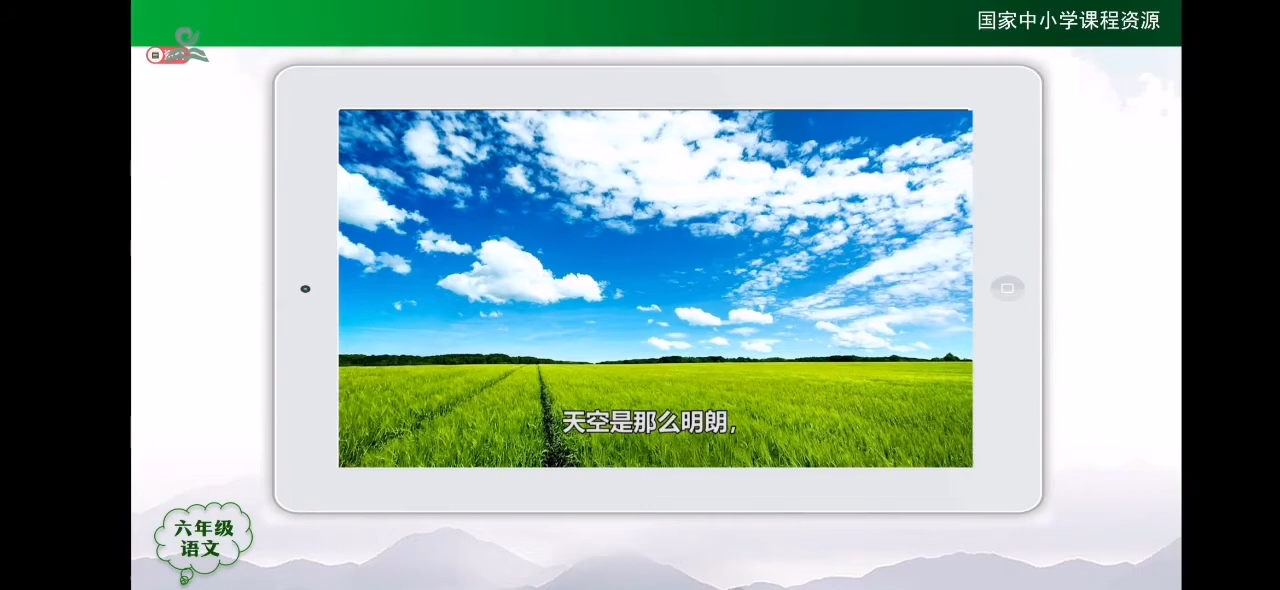 国家中小学课程资源
天空是那么明朗，
六年级
语文